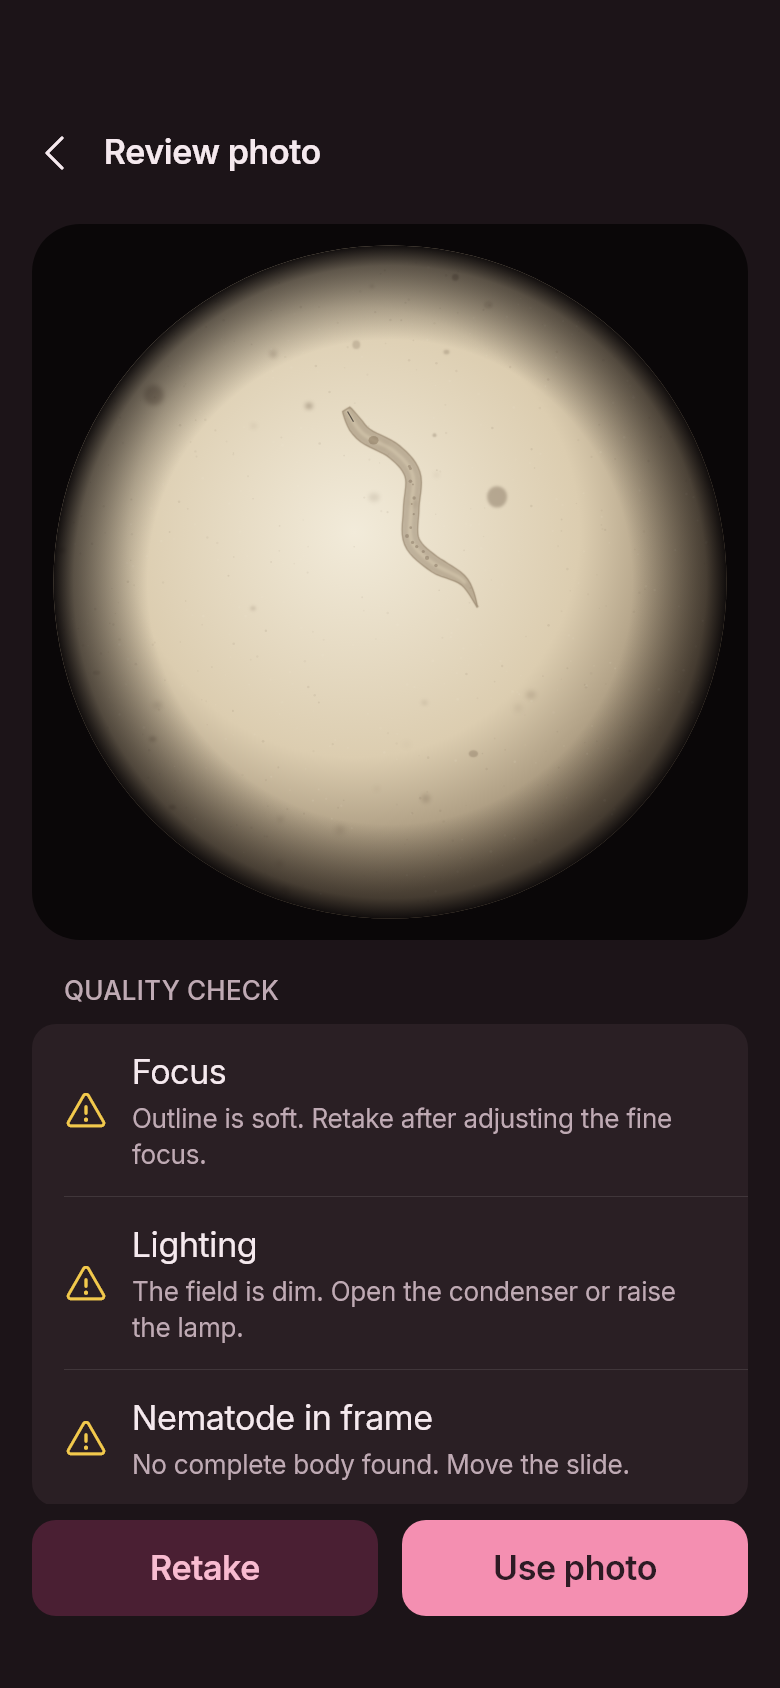 Review photo
QUALITY CHECK
Focus
Outline is soft. Retake after adjusting the fine
focus.
Lighting
The field is dim. Open the condenser or raise
the lamp.
Nematode in frame
No complete body found. Move the slide.
Retake
Use photo